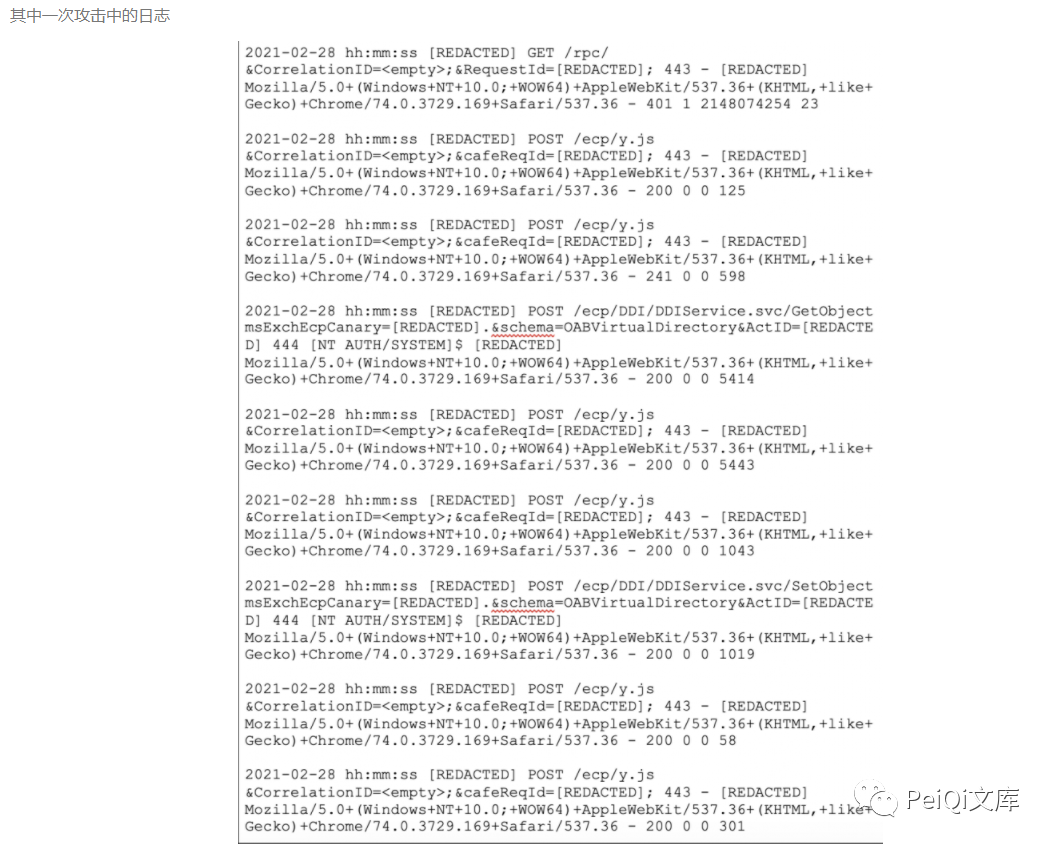 其中一次攻击中的日志
2021-02-28 hh:mm:ss [REDACTED] GET /rpc/
&CorrelationID=<empty>;&RequestId=[REDACTED]; 443 - [REDACTED]
Mozilla/5.0+(Windows+NT+10.0;+WOW64)+AppleWebKit/537.36+(KHTML,+like+
Gecko)+Chrome/74.0.3729.169+Safari/537.36 - 401 1 2148074254 23
2021-02-28 hh:mm:ss [REDACTED] POST /ecp/y.js
&CorrelationID=<empty>;&cafeReqId=[REDACTED]; 443 - [REDACTED]
Mozilla/5.0+(Windows+NT+10.0;+WOW64)+AppleWebKit/537.36+(KHTML,+like+
Gecko)+Chrome/74.0.3729.169+Safari/537.36 - 200 0 0 125
2021-02-28 hh:mm:ss [REDACTED] POST /ecp/y.js
&CorrelationID=<empty>;&cafeReqId=[REDACTED]; 443 - [REDACTED]
Mozilla/5.0+(Windows+NT+10.0;+WOW64)+AppleWebKit/537.36+(KHTML,+like+
Gecko)+Chrome/74.0.3729.169+Safari/537.36 - 241 0 0 598
2021-02-28 hh:mm:ss [REDACTED] POST /ecp/DDI/DDIService.svc/GetObject
msExchEcpCanary=[REDACTED].&schema=OABVirtualDirectory&ActID=[REDACTE
D] 444 [NT AUTH/SYSTEM]$ [REDACTED]
Mozilla/5.0+(Windows+NT+10.0;+WOW64)+AppleWebKit/537.36+(KHTML,+like+
Gecko)+Chrome/74.0.3729.169+Safari/537.36 - 200 0 0 5414
2021-02-28 hh:mm:ss [REDACTED] POST /ecp/y.js
&CorrelationID=<empty>;&cafeReqId=[REDACTED]; 443 - [REDACTED]
Mozilla/5.0+(Windows+NT+10.0;+WOW64)+AppleWebKit/537.36+(KHTML,+like+
Gecko)+Chrome/74.0.3729.169+Safari/537.36 - 200 0 0 5443
2021-02-28 hh:mm:ss [REDACTED] POST /ecp/y.js
&CorrelationID=<empty>;&cafeReqId=[REDACTED]; 443 - [REDACTED]
Mozilla/5.0+(Windows+NT+10.0;+WOW64)+AppleWebKit/537.36+(KHTML,+like+
Gecko)+Chrome/74.0.3729.169+Safari/537.36 - 200 0 0 1043
2021-02-28 hh:mm:ss [REDACTED] POST /ecp/DDI/DDIService.svc/SetObject
msExchEcpCanary=[REDACTED].&schema=OABVirtualDirectory&ActID=[REDACTE
D] 444 [NT AUTH/SYSTEM]$ [REDACTED]
Mozilla/5.0+(Windows+NT+10.0;+WOW64)+AppleWebKit/537.36+(KHTML,+like+
Gecko)+Chrome/74.0.3729.169+Safari/537.36 - 200 0 0 1019
2021-02-28 hh:mm:ss [REDACTED] POST /ecp/y.js
&CorrelationID=<empty>;&cafeReqId=[REDACTED]; 443 - [REDACTED]
Mozilla/5.0+(Windows+NT+10.0;+WOW64)+AppleWebKit/537.36+(KHTML,+like+
Gecko)+Chrome/74.0.3729.169+Safari/537.36 - 200 0 0 58
2021-02-28 hh:mm:ss [REDACTED] POST /ecp/y.js
&CorrelationID=<empty>;&cafeReqId=[REDACTED]; 443 - [REDACTED]
Mozilla/5.0+(Windows+NT+10.0;+WOW64)+AppleWebKit/537.36+(KHTML,+like+
Gecko)+Chrome/74.0.3729.169+Safari/537.36 - 200 0 0 301
PeiQi文库